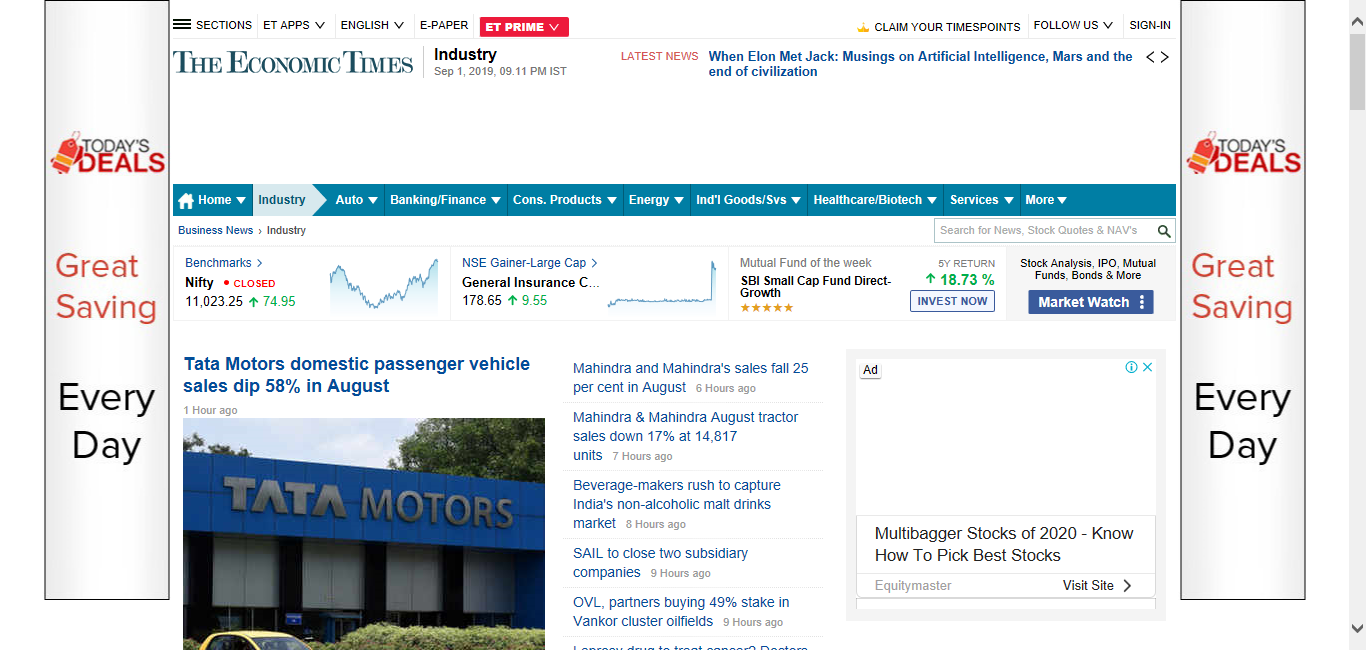 SECTIONS ET APPS ENGLISH E-PAPER ET PRIME CLAIM YOUR TIMESPOINTS FOLLOW US SIGN-IN
THE ECONOMIC TIMES
Industry
Sep 1, 2019, 09.11 PM IST
LATEST NEWS When Elon Met Jack: Musings on Artificial Intelligence, Mars and the
end of civilization
Home Industry Auto Banking/Finance Cons. Products Energy Ind'l Goods/Svs Healthcare/Biotech Services More
Business News › Industry
Search for News, Stock Quotes & NAV's
Benchmarks
Nifty CLOSED
11,023.25 74.95
NSE Gainer-Large Cap
General Insurance C...
178.65 9.55
Mutual Fund of the week
SBI Small Cap Fund Direct-
Growth
5Y RETURN
18.73 %
INVEST NOW
Stock Analysis, IPO, Mutual
Funds, Bonds & More
Market Watch
Tata Motors domestic passenger vehicle
sales dip 58% in August
1 Hour ago
TATA MOTORS
Mahindra and Mahindra's sales fall 25
per cent in August 6 Hours ago
Mahindra & Mahindra August tractor
sales down 17% at 14,817
units 7 Hours ago
Beverage-makers rush to capture
India's non-alcoholic malt drinks
market 8 Hours ago
SAIL to close two subsidiary
companies 9 Hours ago
OVL, partners buying 49% stake in
Vankor cluster oilfields 9 Hours ago
Leprosy drug to treat cancer? Doctors
Ad
Multibagger Stocks of 2020 - Know
How To Pick Best Stocks
Equitymaster Visit Site
TODAY'S
DEALS
Great
Saving
Every
Day
TODAY'S
DEALS
Great
Saving
Every
Day